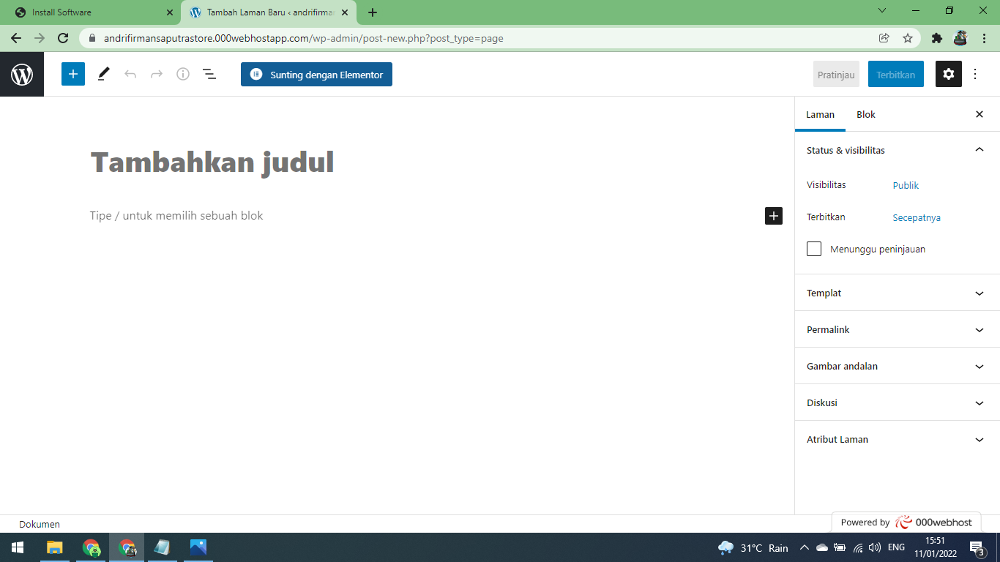 Install Software
Tambah Laman Baru ‹ andrifirmar
andrifirmansaputrastore.000webhostapp.com/wp-admin/post-new.php?post_type=page
Sunting dengan Elementor
Pratinjau
Terbitkan
Laman
Blok
Tambahkan judul
Status & visibilitas
Visibilitas
Publik
Tipe / untuk memilih sebuah blok
Terbitkan
Secepatnya
Menunggu peninjauan
Templat
Permalink
Gambar andalan
Diskusi
Atribut Laman
Dokumen
Powered by 000webhost
31°C Rain
ENG
15:51
11/01/2022
3